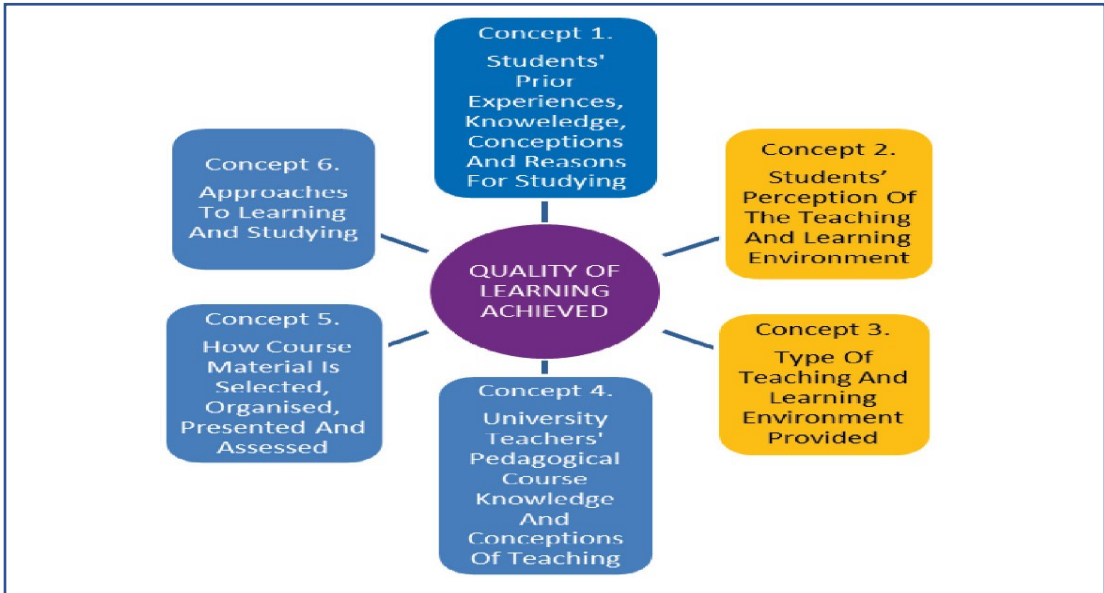 Concept 1.
Students'
Prior
Experiences,
Knoweledge,
Conceptions
And Reasons
For Studying
Concept 2.
Students’
Perception Of
The Teaching
And Learning
Environment
Concept 3.
Type Of
Teaching And
Learning
Environment
Provided
Concept 4.
University
Teachers'
Pedagogical
Course
Knowledge
And
Conceptions
Of Teaching
Concept 5.
How Course
Material Is
Selected,
Organised,
Presented And
Assessed
Concept 6.
Approaches
To Learning
And Studying
QUALITY OF
LEARNING
ACHIEVED